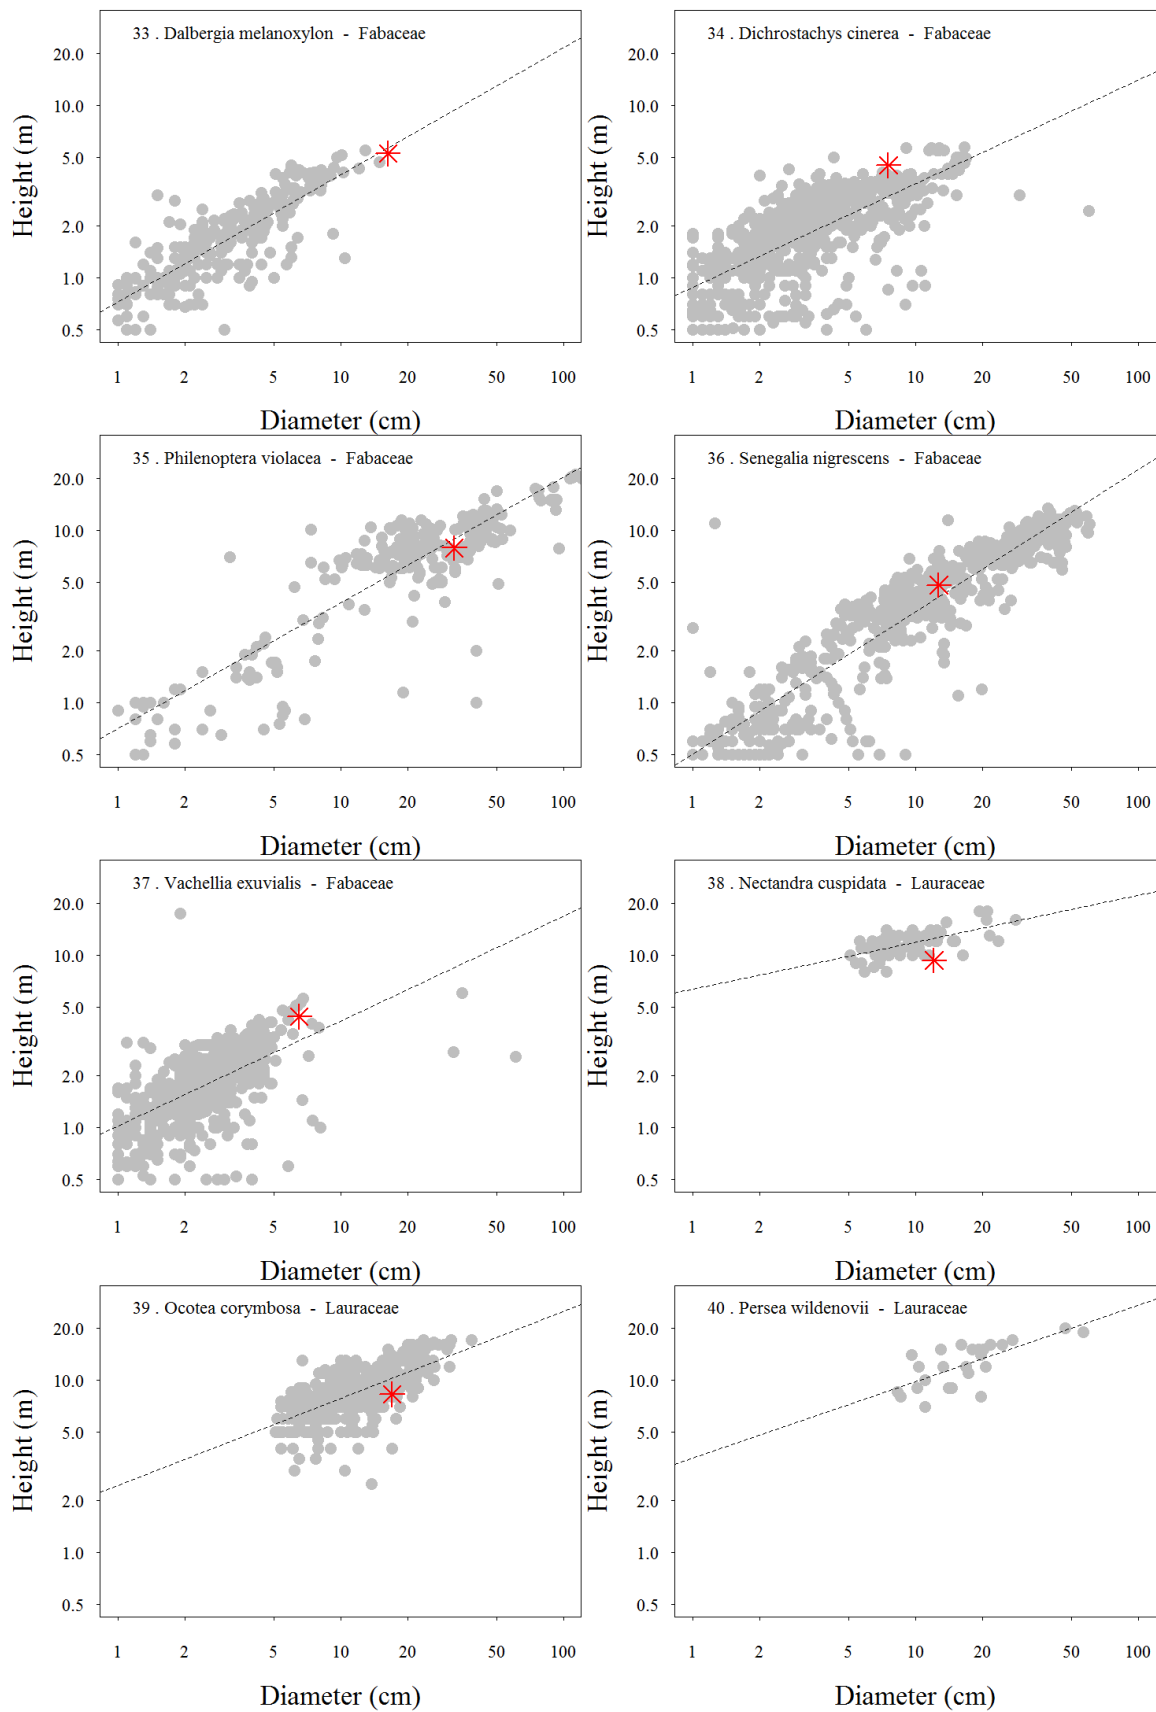 33 . Dalbergia melanoxylon - Fabaceae
20.0
10.0
5.0
2.0
1.0
0.5
Height (m)
1 2 5 10 20 50 100
Diameter (cm)
34 . Dichrostachys cinerea - Fabaceae
20.0
10.0
5.0
2.0
1.0
0.5
Height (m)
1 2 5 10 20 50 100
Diameter (cm)
35 . Philenoptera violacea - Fabaceae
20.0
10.0
5.0
2.0
1.0
0.5
Height (m)
1 2 5 10 20 50 100
Diameter (cm)
36 . Senegalia nigrescens - Fabaceae
20.0
10.0
5.0
2.0
1.0
0.5
Height (m)
1 2 5 10 20 50 100
Diameter (cm)
37 . Vachellia exuvialis - Fabaceae
20.0
10.0
5.0
2.0
1.0
0.5
Height (m)
1 2 5 10 20 50 100
Diameter (cm)
38 . Nectandra cuspidata - Lauraceae
20.0
10.0
5.0
2.0
1.0
0.5
Height (m)
1 2 5 10 20 50 100
Diameter (cm)
39 . Ocotea corymbosa - Lauraceae
20.0
10.0
5.0
2.0
1.0
0.5
Height (m)
1 2 5 10 20 50 100
Diameter (cm)
40 . Persea wildenovii - Lauraceae
20.0
10.0
5.0
2.0
1.0
0.5
Height (m)
1 2 5 10 20 50 100
Diameter (cm)